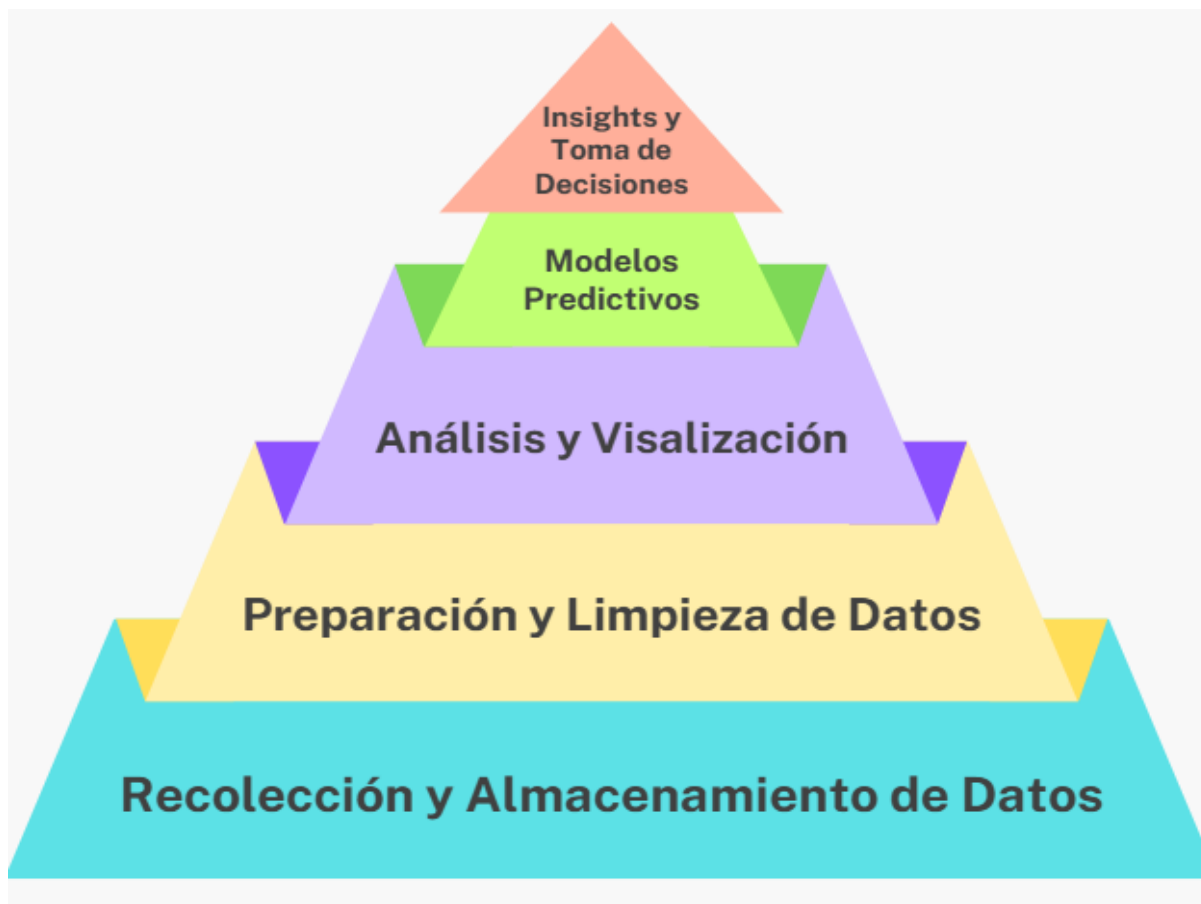 Insights y
Toma de
Decisiones
Modelos
Predictivos
Análisis y Visalización
Preparación y Limpieza de Datos
Recolección y Almacenamiento de Datos